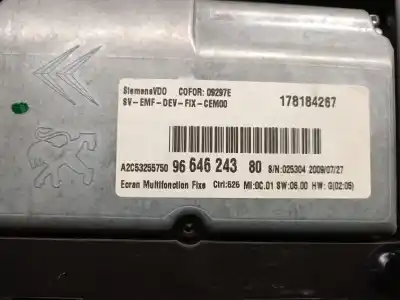 SiemensVDO COFOR: 09297E
SV-EMF-DEV-FIX-CEM00 178184267
A2C53255750 96 646 243 80 S/N:025304 2009/07/27
Ecran Multifonction Fixe Ctrl:626 MI:0C.01 SW:06.00 HW: G(02:05)